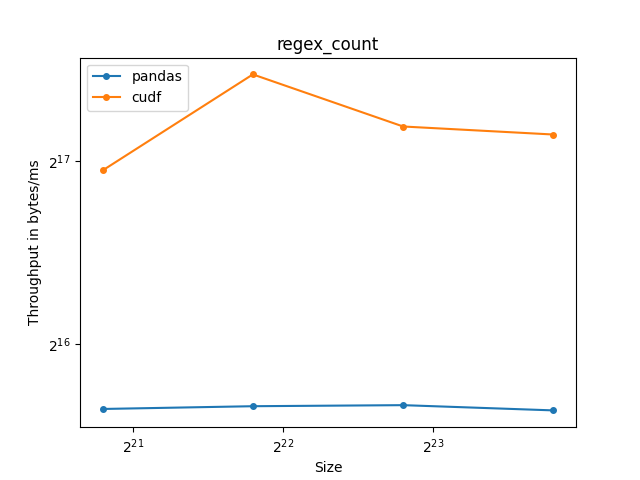 regex_count
pandas
cudf
Throughput in bytes/ms
2^17
2^16
2^21
2^22
2^23
Size